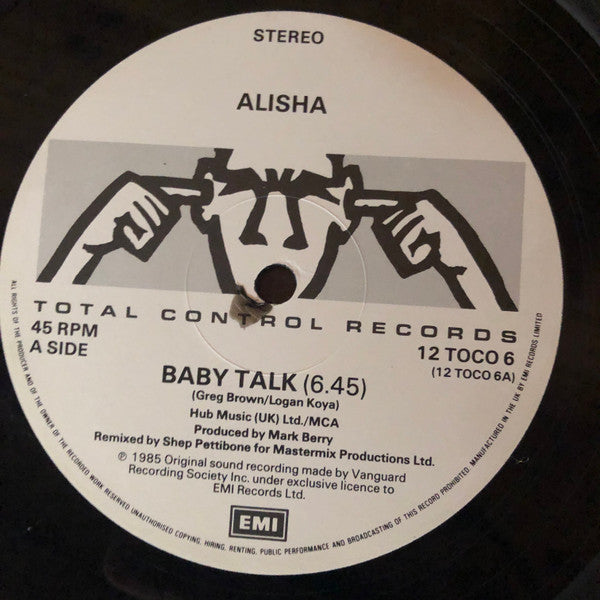 STEREO
ALISHA
TOTAL CONTROL RECORDS
45 RPM
A SIDE
12 TOCO 6
(12 TOCO 6A)
BABY TALK (6.45)
(Greg Brown/Logan Koya)
Hub Music (UK) Ltd./MCA
Produced by Mark Berry
Remixed by Shep Pettibone for Mastermix Productions Ltd.
℗ 1985 Original sound recording made by Vanguard
Recording Society Inc. under exclusive licence to
EMI Records Ltd.
EMI
ALL RIGHTS OF THE PRODUCER AND OF THE OWNER OF THE RECORDED WORK RESERVED UNAUTHORISED COPYING, HIRING, RENTING, PUBLIC PERFORMANCE AND BROADCASTING OF THIS RECORD PROHIBITED. MANUFACTURED IN THE UK BY EMI RECORDS LIMITED